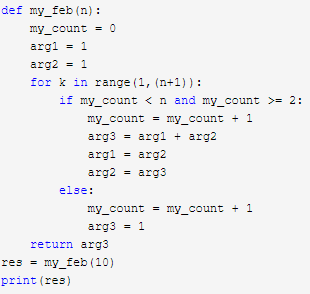 def my_feb(n):
    my_count = 0
    arg1 = 1
    arg2 = 1
    for k in range(1,(n+1)):
        if my_count < n and my_count >= 2:
            my_count = my_count + 1
            arg3 = arg1 + arg2
            arg1 = arg2
            arg2 = arg3
        else:
            my_count = my_count + 1
            arg3 = 1
    return arg3
res = my_feb(10)
print(res)